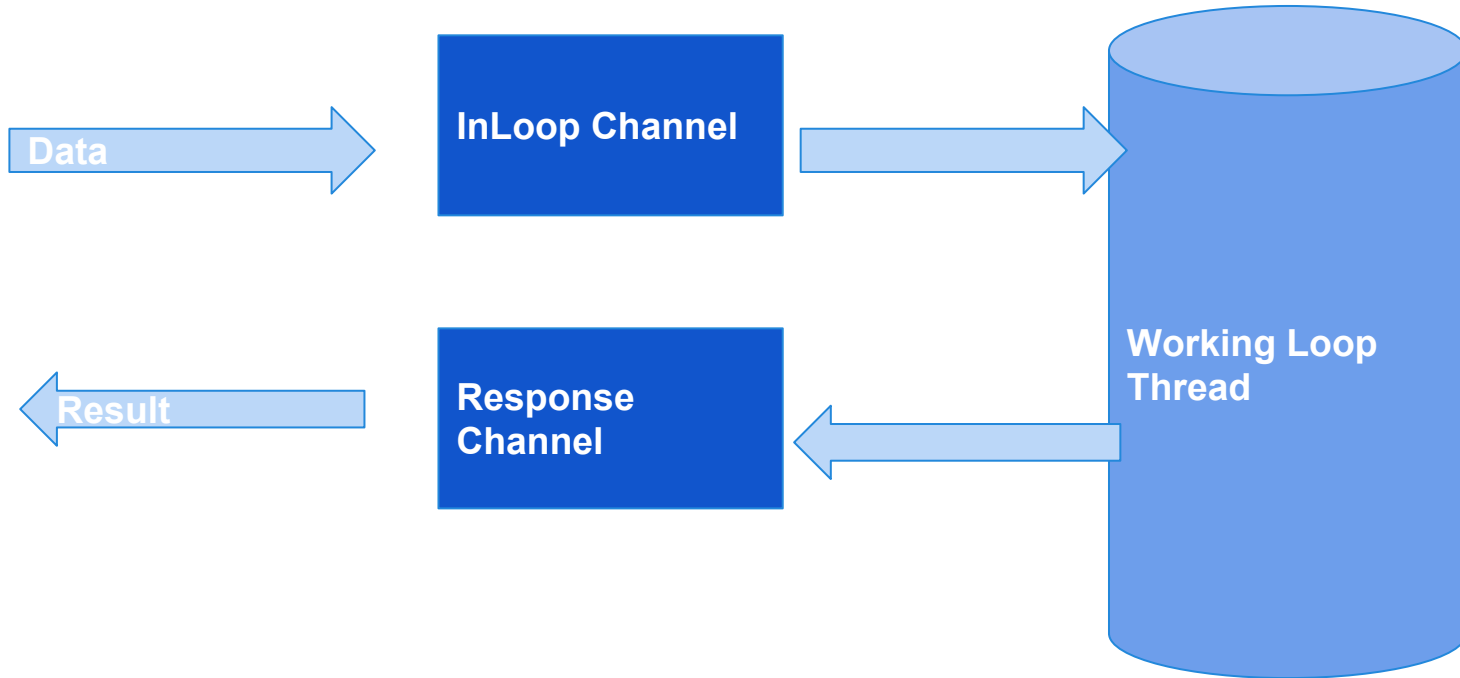 Data
InLoop Channel
Working Loop
Thread
Result
Response
Channel